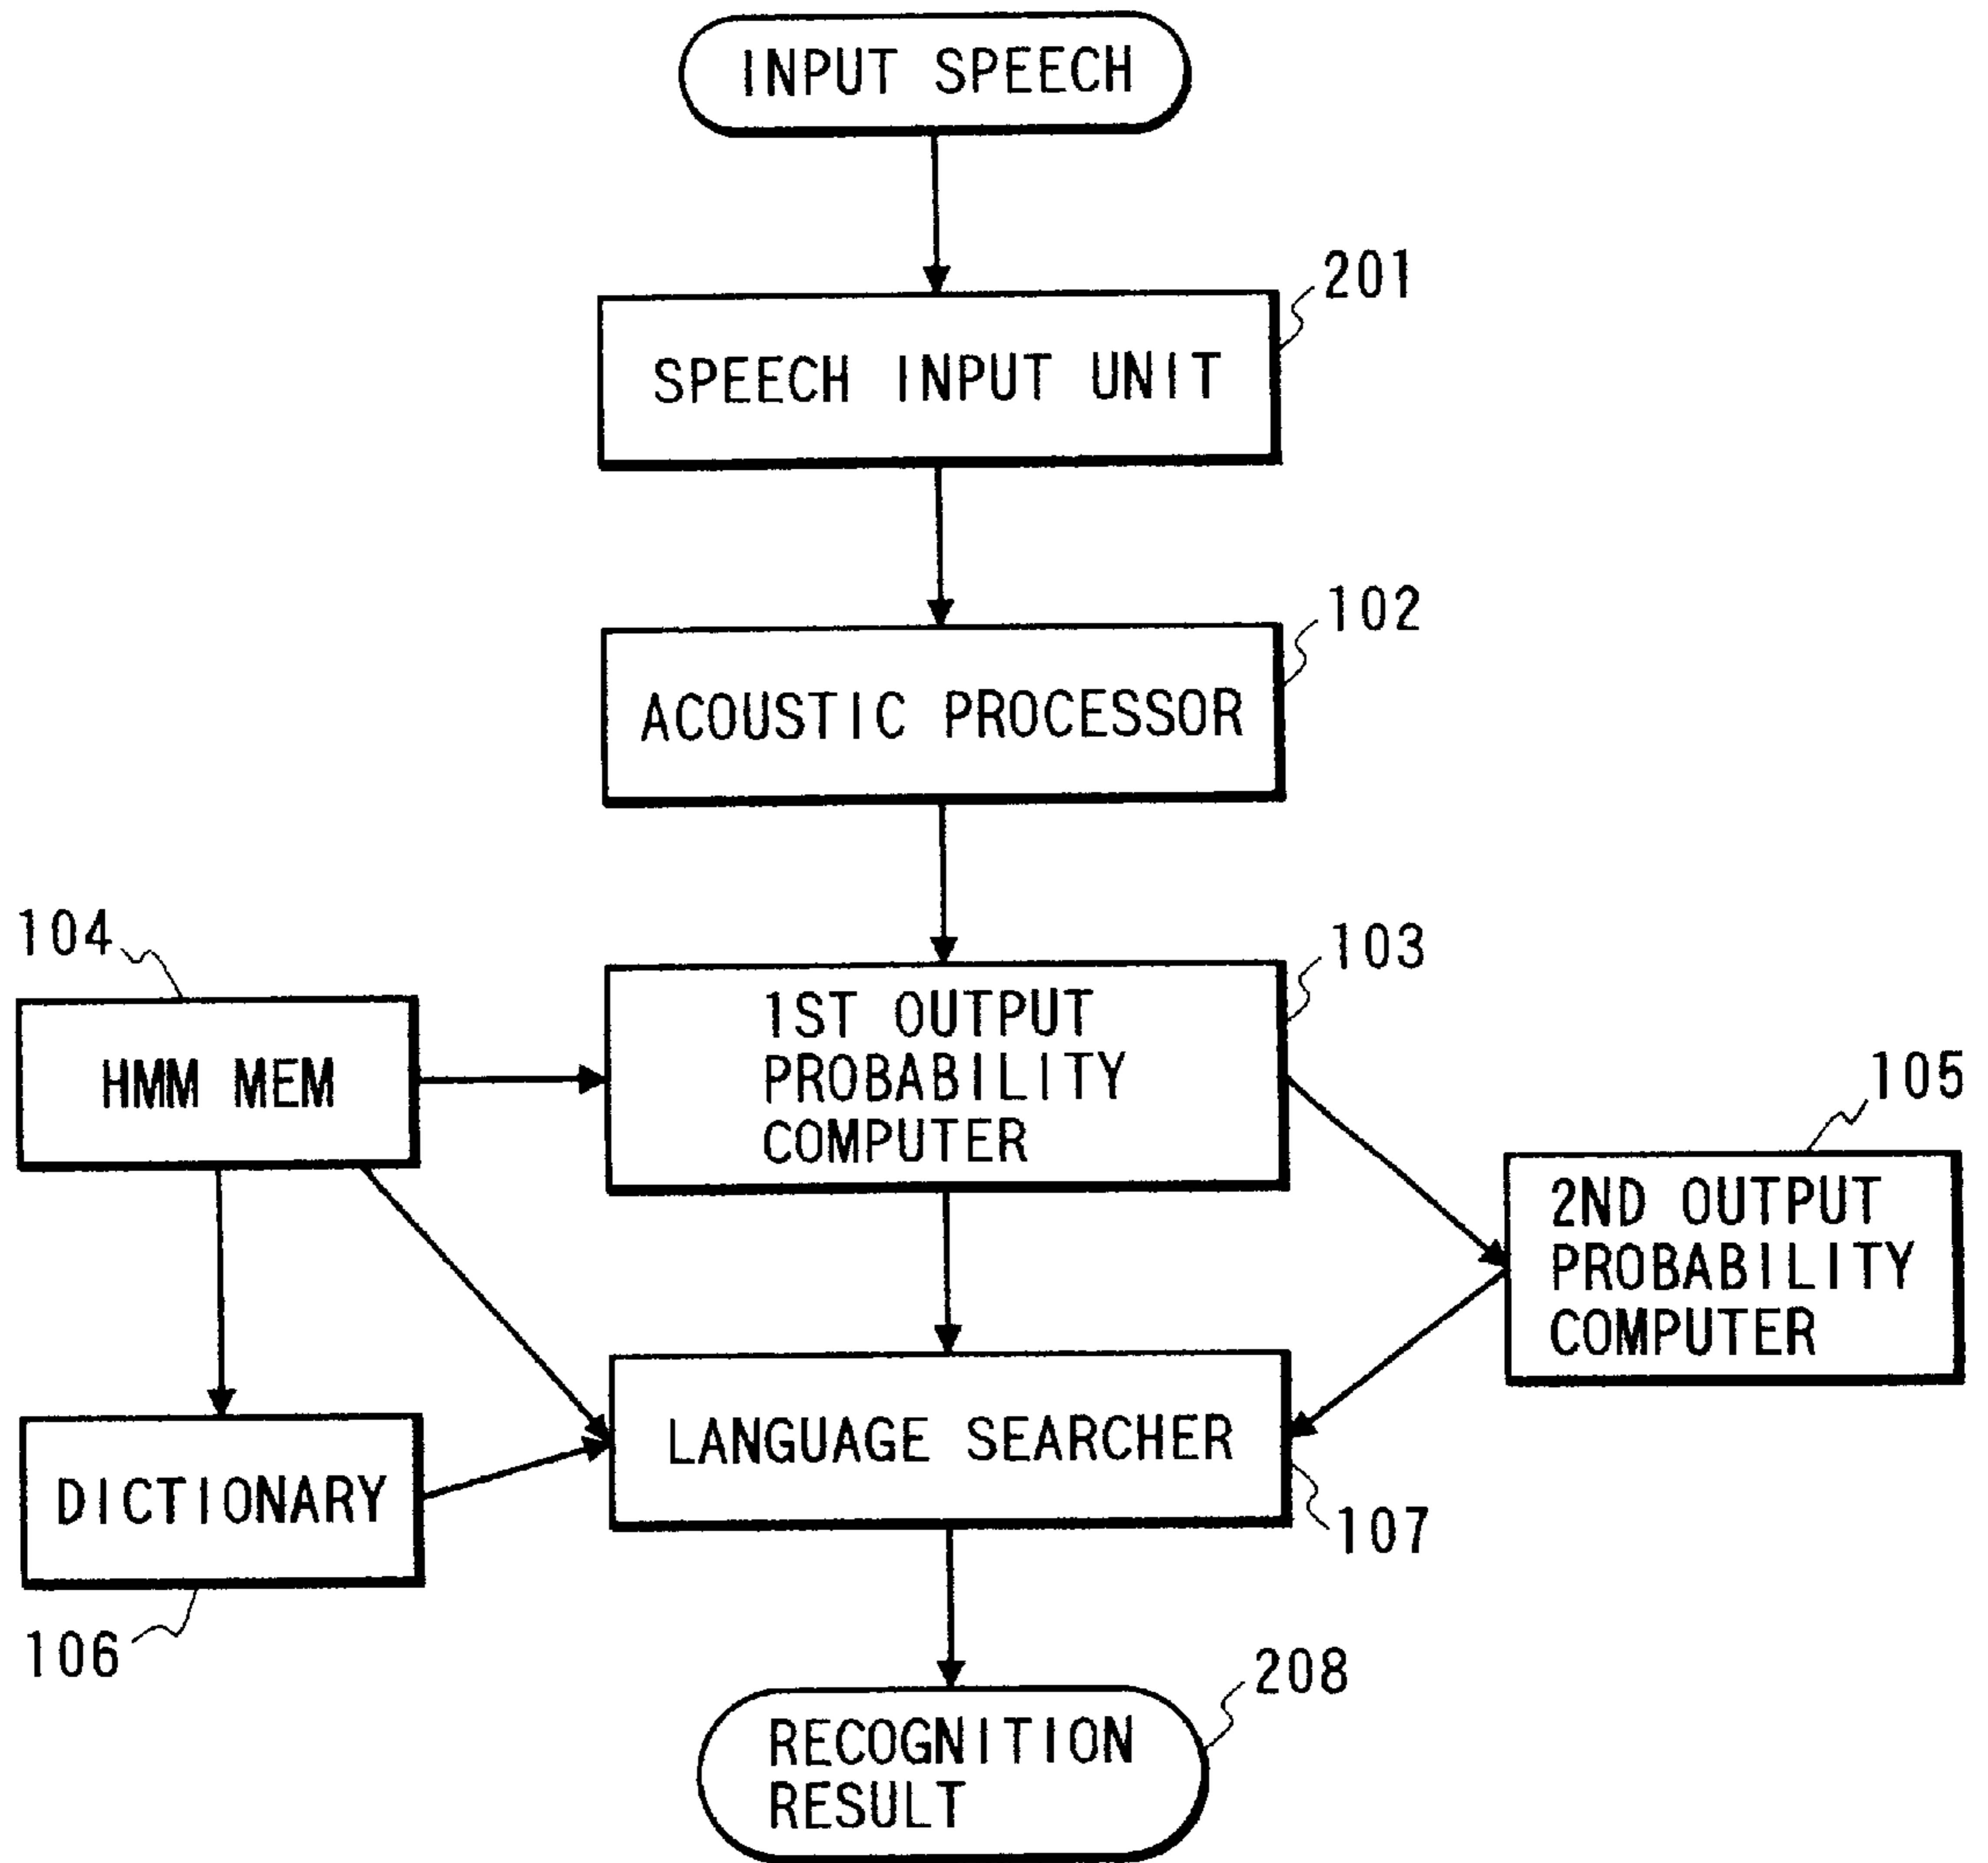 INPUT SPEECH
201
SPEECH INPUT UNIT
102
ACOUSTIC PROCESSOR
104
103
HMM MEM
1ST OUTPUT
PROBABILITY
COMPUTER
105
2ND OUTPUT
PROBABILITY
COMPUTER
LANGUAGE SEARCHER
DICTIONARY
107
106
208
RECOGNITION
RESULT